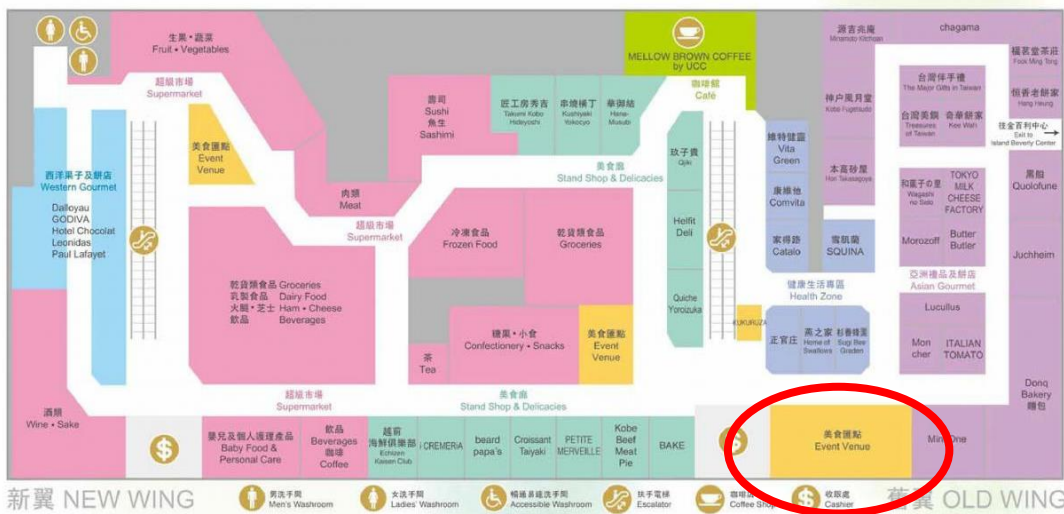 生果・蔬菜
Fruit • Vegetables
超級市場
Supermarket
壽司
Sushi
魚生
Sashimi
匠工房秀吉
Takumi Kobo
Hideyoshi
串燒橫丁
Kushiyaki
Yokocyo
華御結
Hana-
Musubi
MELLOW BROWN COFFEE
by UCC
咖啡館
Café
源吉兆庵
Minamoto Kitchoan
chagama
福茗堂茶莊
Fook Ming Tong
台灣伴手禮
The Major Gifts in Taiwan
恒香老餅家
Hang Heung
神户風月堂
Kobe Fugetsudo
台灣美饌
Treasures
of Taiwan
奇華餅家
Kee Wah
往金百利中心
Exit to
Island Beverly Center
維特健靈
Vita
Green
玖子貴
Qjiki
美食匯點
Event
Venue
美食廊
Stand Shop & Delicacies
西洋菓子及餅店
Western Gourmet
Dalloyau
GODIVA
Hotel Chocolat
Leonidas
Paul Lafayet
肉類
Meat
超級市場
Supermarket
康維他
Comvita
本高砂屋
Hon Takasagoya
和菓子の里
Wagashi
no Sato
TOKYO
MILK
CHEESE
FACTORY
黑船
Quolofune
冷凍食品
Frozen Food
乾貨類食品
Groceries
Helfit
Deli
家得路
Catalo
雪肌蘭
SQUINA
Morozoff
Butter
Butler
Juchheim
乾貨類食品 Groceries
乳製食品 Dairy Food
火腿・芝士 Ham • Cheese
飲品 Beverages
健康生活專區
Health Zone
亞洲禮品及餅店
Asian Gourmet
Quiche
Yoroizuka
KUKURUZA
正官庄
燕之家
Home of
Swallows
杉養蜂園
Sugi Bee
Graden
Lucullus
糖果・小食
Confectionery • Snacks
美食匯點
Event
Venue
茶
Tea
Mon
cher
ITALIAN
TOMATO
Donq
Bakery
麵包
酒類
Wine • Sake
超級市場
Supermarket
美食廊
Stand Shop & Delicacies
嬰兒及個人護理產品
Baby Food &
Personal Care
飲品
Beverages
咖啡
Coffee
越前
海鮮俱樂部
Echizen
Kaisen Club
CREMERiA
beard
papa's
Croissant
Taiyaki
PETITE
MERVEILLE
Kobe
Beef
Meat
Pie
BAKE
美食匯點
Event Venue
One
新翼 NEW WING
男洗手間
Men's Washroom
女洗手間
Ladies' Washroom
暢通易達洗手間
Accessible Washroom
扶手電梯
Escalator
Coffee Shop
收銀處
Cashier
舊翼 OLD WING